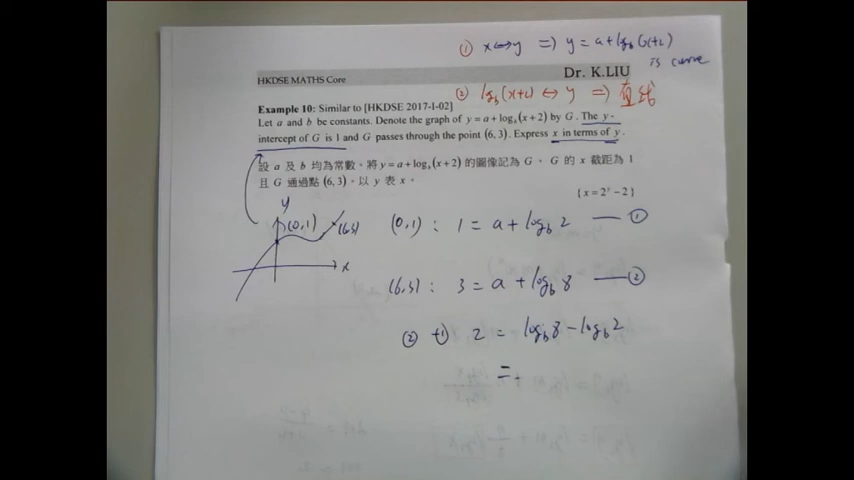 ① x ↔ y ⇒ y = a + log_b (x+2)
is curve
HKDSE MATHS Core
Dr. K.LIU
② log_b (x+2) ↔ y ⇒ 直线
Example 10: Similar to [HKDSE 2017-I-02]
Let a and b be constants. Denote the graph of y = a + log_b (x + 2) by G. The y-
intercept of G is 1 and G passes through the point (6, 3). Express x in terms of y.
設 a 及 b 均為常數。將 y = a + log_b (x + 2) 的圖像記為 G。G 的 x 截距為 1
且 G 通過點 (6, 3)。以 y 表 x。
{x = 2^y − 2}
y
(0,1)
(6,3)
x
(0,1) : 1 = a + log_b 2 —— ①
(6,3) : 3 = a + log_b 8 —— ②
② - ① 2 = log_b 8 − log_b 2
=